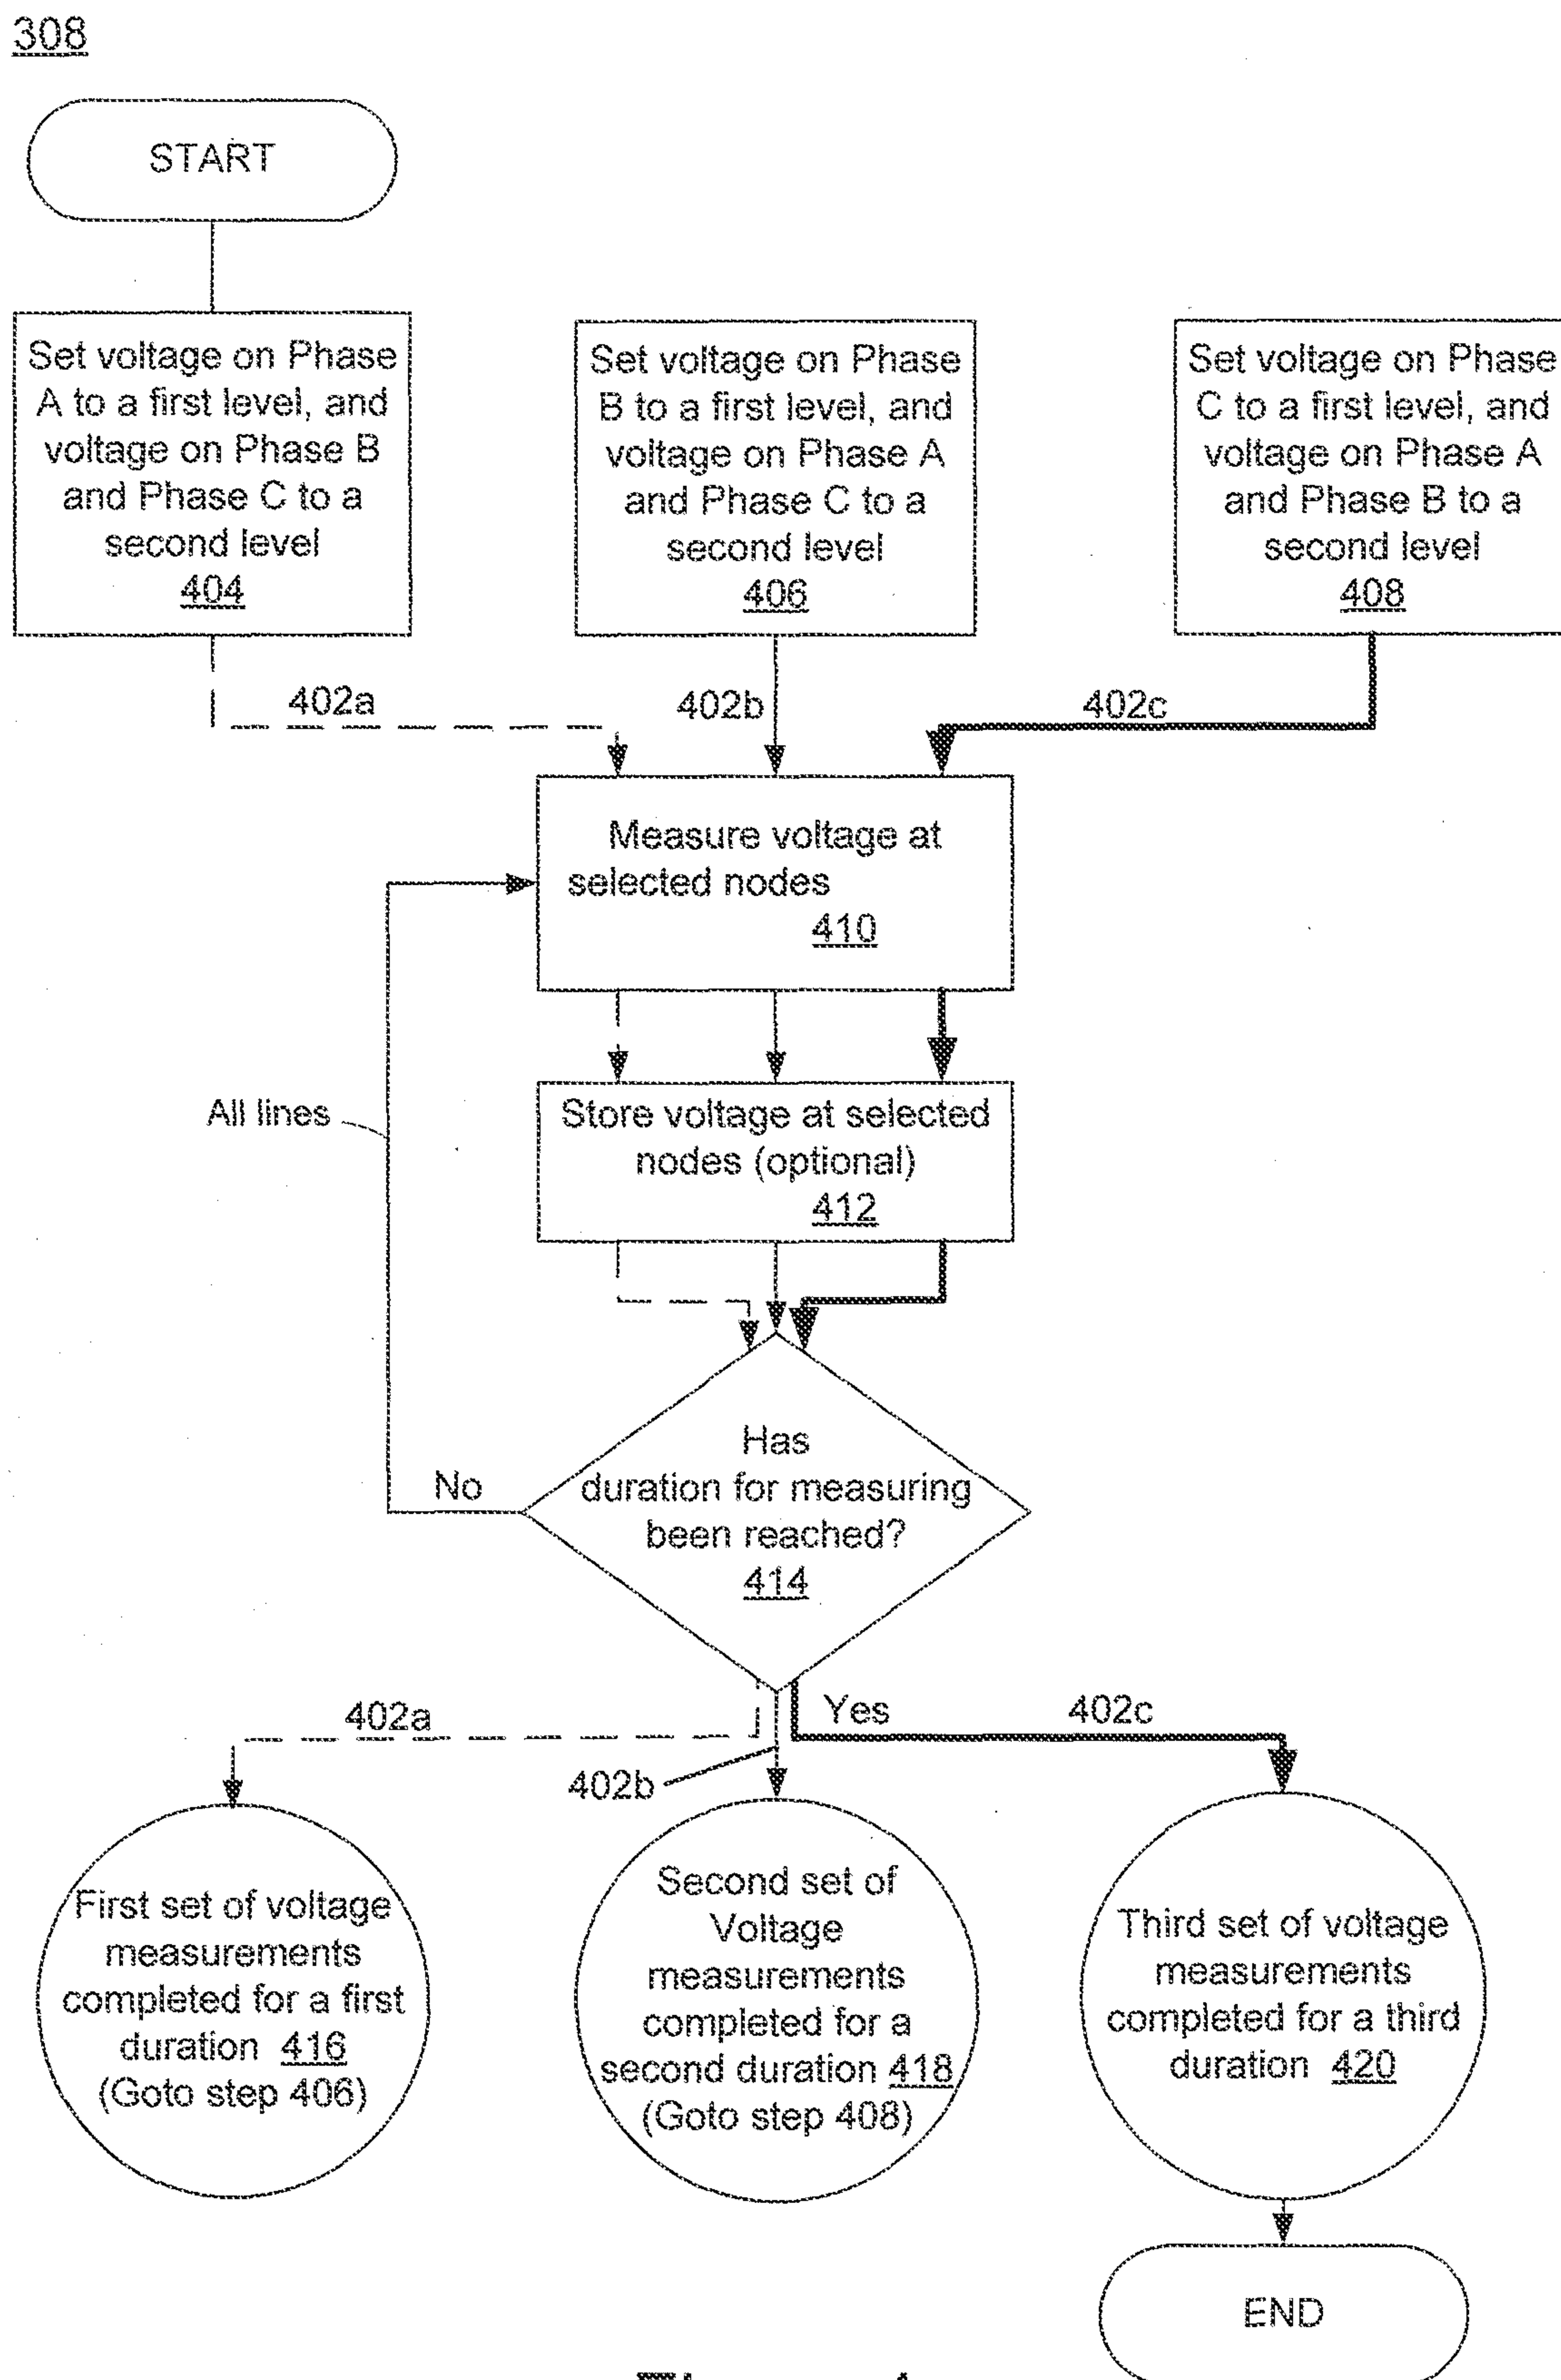 308
START
Set voltage on Phase
A to a first level, and
voltage on Phase B
and Phase C to a
second level
404
Set voltage on Phase
B to a first level, and
voltage on Phase A
and Phase C to a
second level
406
Set voltage on Phase
C to a first level, and
voltage on Phase A
and Phase B to a
second level
408
402a
402b
402c
Measure voltage at
selected nodes
410
All lines
Store voltage at selected
nodes (optional)
412
Has
duration for measuring
been reached?
414
No
Yes
402a
402b
402c
First set of voltage
measurements
completed for a first
duration 416
(Goto step 406)
Second set of
Voltage
measurements
completed for a
second duration 418
(Goto step 408)
Third set of voltage
measurements
completed for a third
duration 420
END